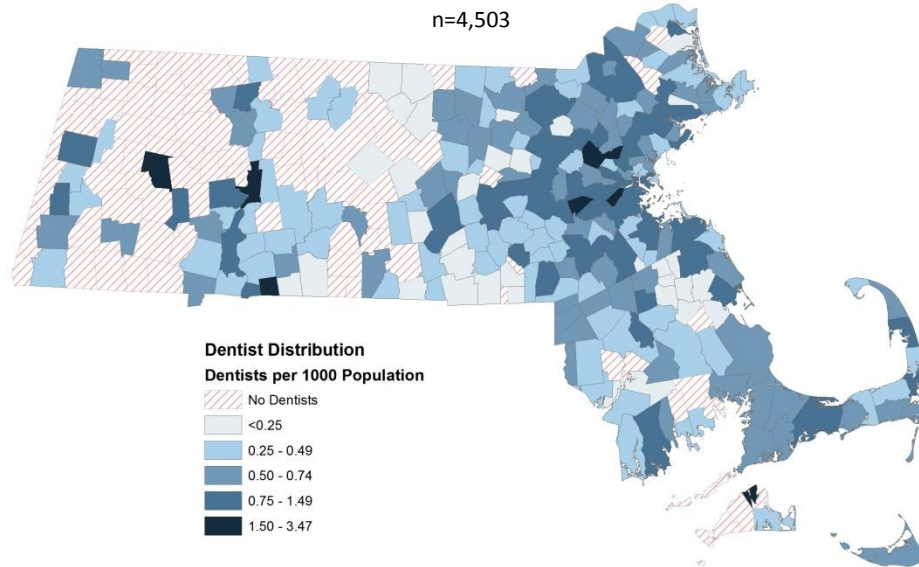 n=4,503
Dentist Distribution
Dentists per 1000 Population
No Dentists
<0.25
0.25 - 0.49
0.50 - 0.74
0.75 - 1.49
1.50 - 3.47